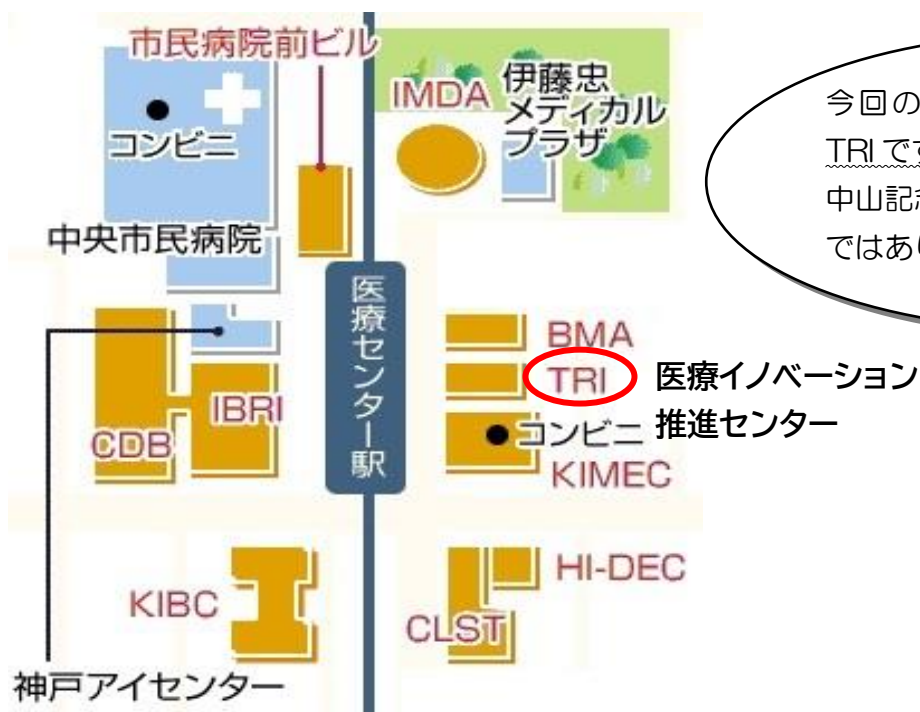 市民病院前ビル
コンビニ
中央市民病院
IMDA
伊藤忠
メディカル
プラザ
今回の
TRIです
中山記
ではあ
医療センター駅
BMA
TRI
医療イノベーション
推進センター
コンビニ
KIMEC
IBRI
CDB
KIBC
HI-DEC
CLST
神戸アイセンター